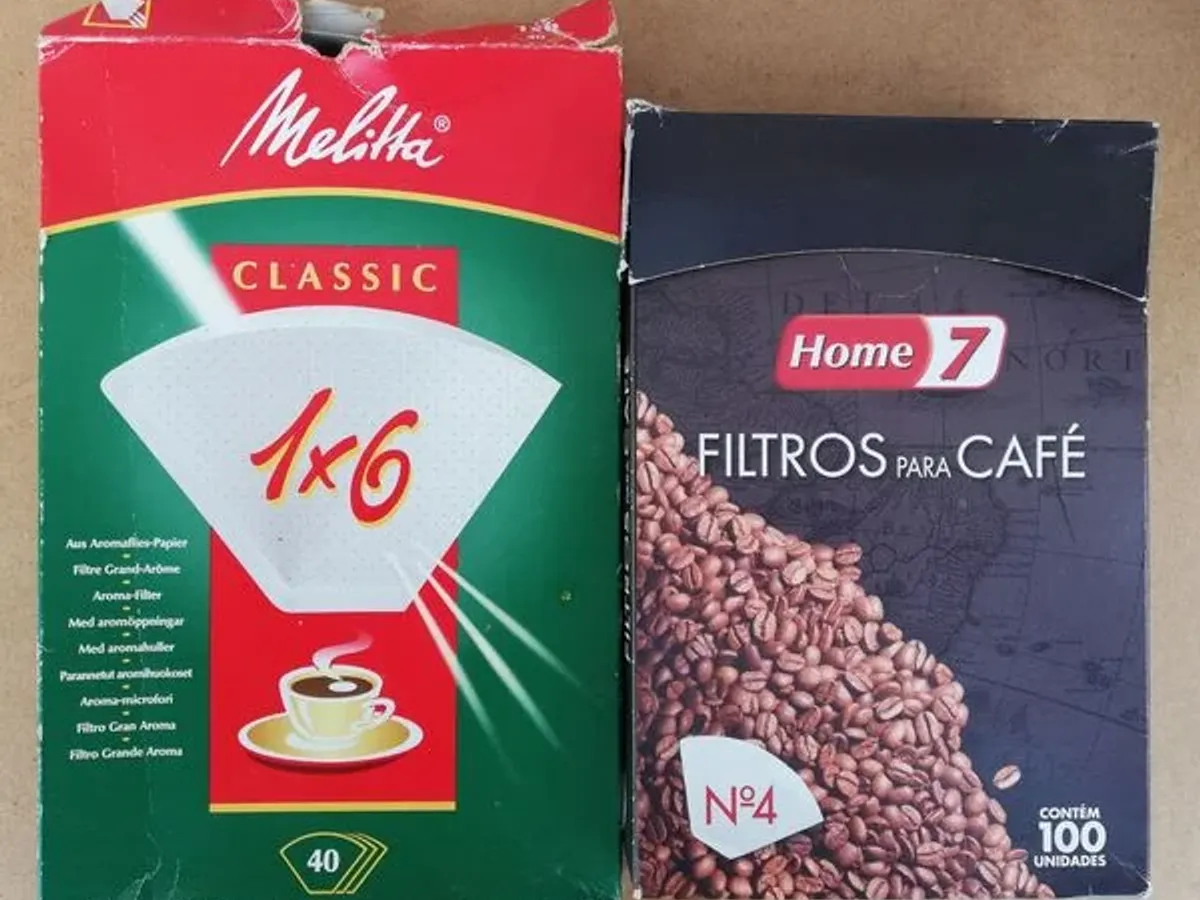 Melitta®
CLASSIC
1x6
Aus Aromaflies-Papier
Filtre Grand-Arôme
Aroma-Filter
Med aromöppningar
Med aromahuller
Parannetut aromihuokoset
Aroma-microfori
Filtro Gran Aroma
Filtro Grande Aroma
40
Home 7
FILTROS PARA CAFÉ
Nº4
CONTÉM
100
UNIDADES